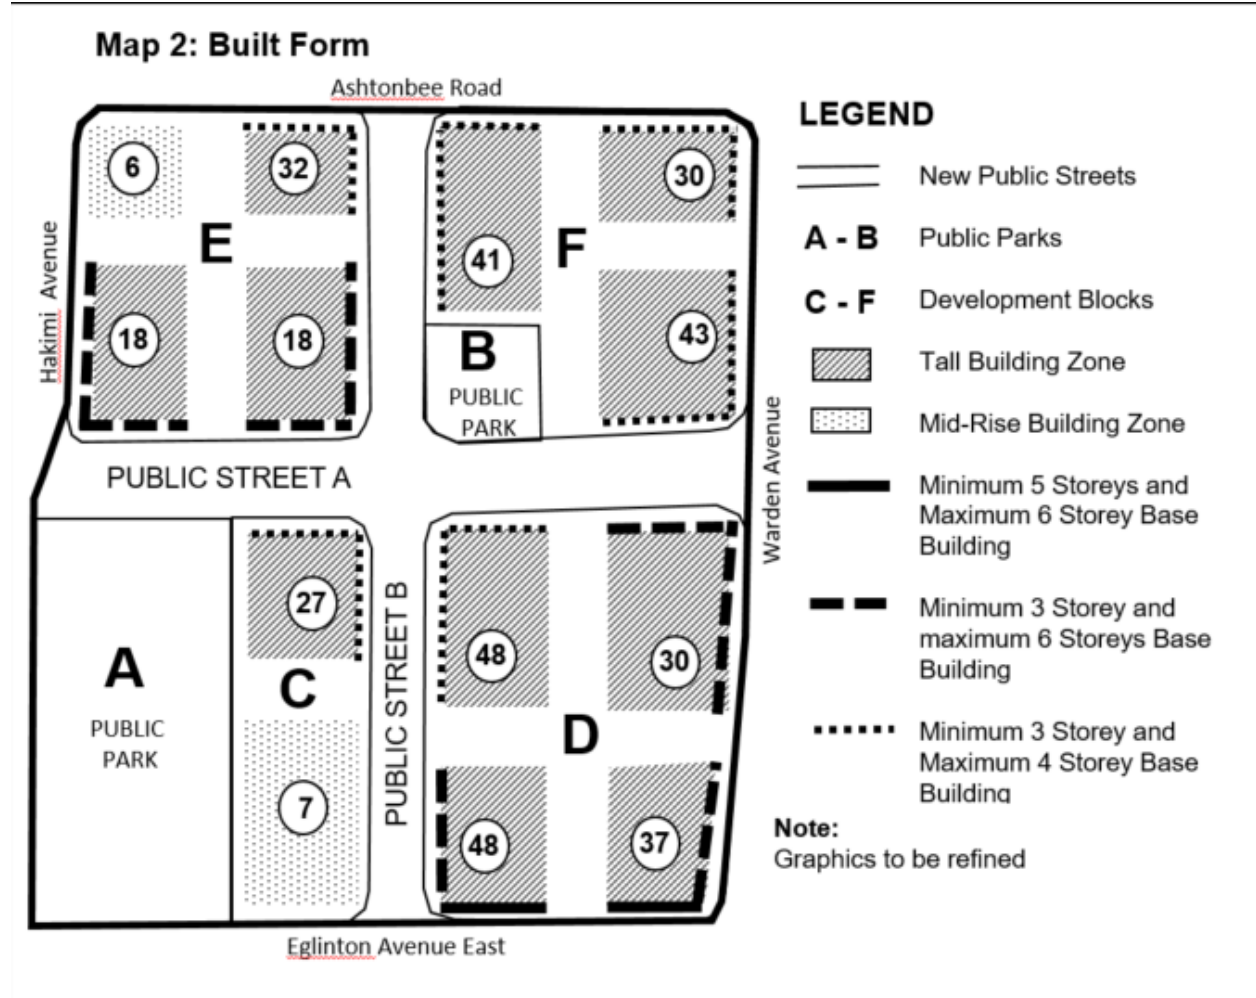 Map 2: Built Form
Ashtonbee Road
Hakimi Avenue
6
32
E
18
18
41
30
F
43
B
PUBLIC
PARK
PUBLIC STREET A
Warden Avenue
A
PUBLIC
PARK
27
C
7
PUBLIC STREET B
48
30
D
48
37
Eglinton Avenue East
LEGEND
New Public Streets
A - B Public Parks
C - F Development Blocks
Tall Building Zone
Mid-Rise Building Zone
Minimum 5 Storeys and
Maximum 6 Storey Base
Building
Minimum 3 Storey and
maximum 6 Storeys Base
Building
Minimum 3 Storey and
Maximum 4 Storey Base
Building
Note:
Graphics to be refined